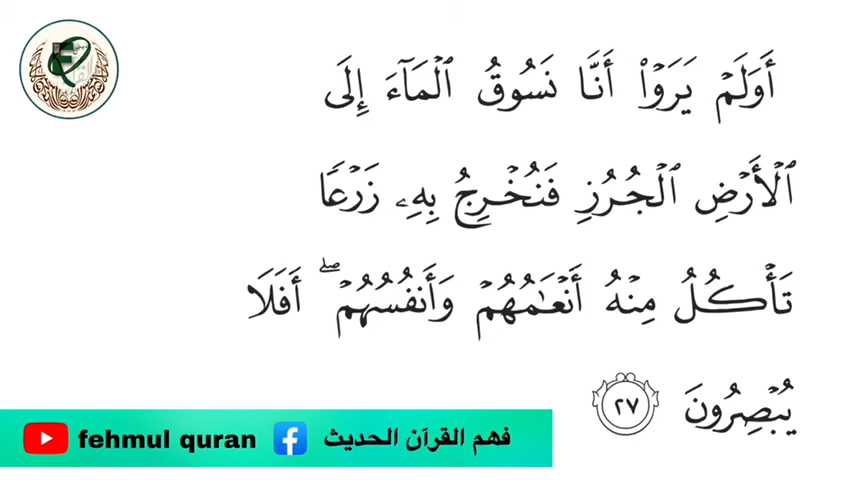 أَوَلَمۡ يَرَوۡاْ أَنَّا نَسُوقُ ٱلۡمَآءَ إِلَى
ٱلۡأَرۡضِ ٱلۡجُرُزِ فَنُخۡرِجُ بِهِۦ زَرۡعٗا
تَأۡكُلُ مِنۡهُ أَنۡعَٰمُهُمۡ وَأَنفُسُهُمۡۖ أَفَلَا
يُبۡصِرُونَ ٢٧
fehmul quran فهم القرآن الحديث